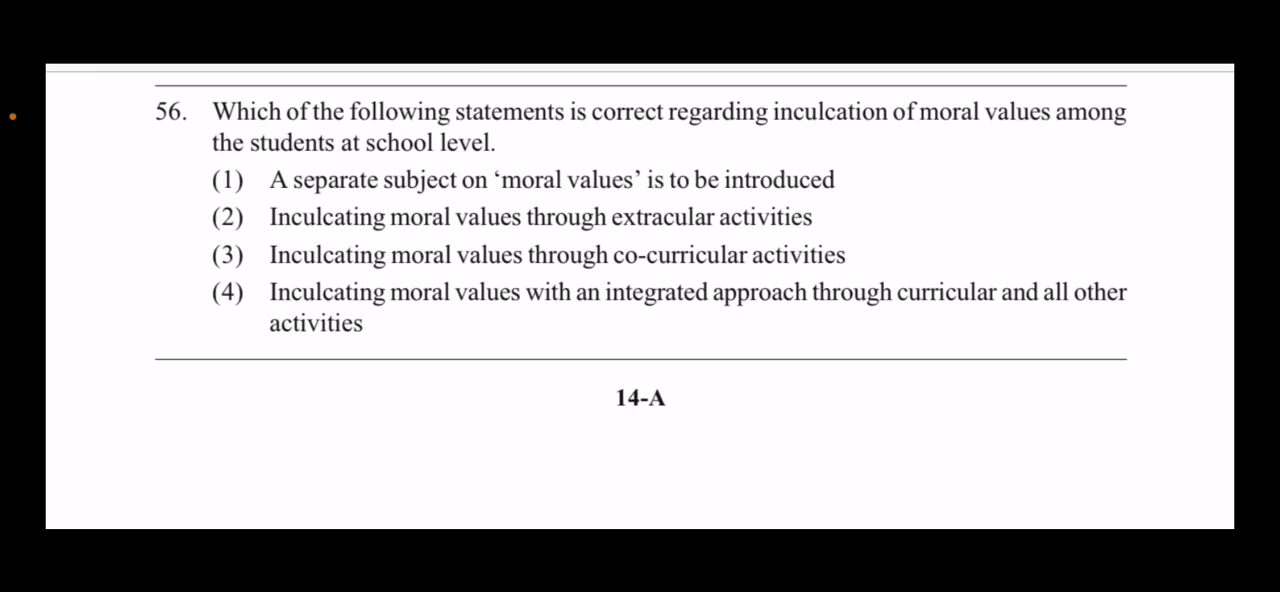 56. Which of the following statements is correct regarding inculcation of moral values among
the students at school level.
(1) A separate subject on ‘moral values’ is to be introduced
(2) Inculcating moral values through extracular activities
(3) Inculcating moral values through co-curricular activities
(4) Inculcating moral values with an integrated approach through curricular and all other
activities
14-A